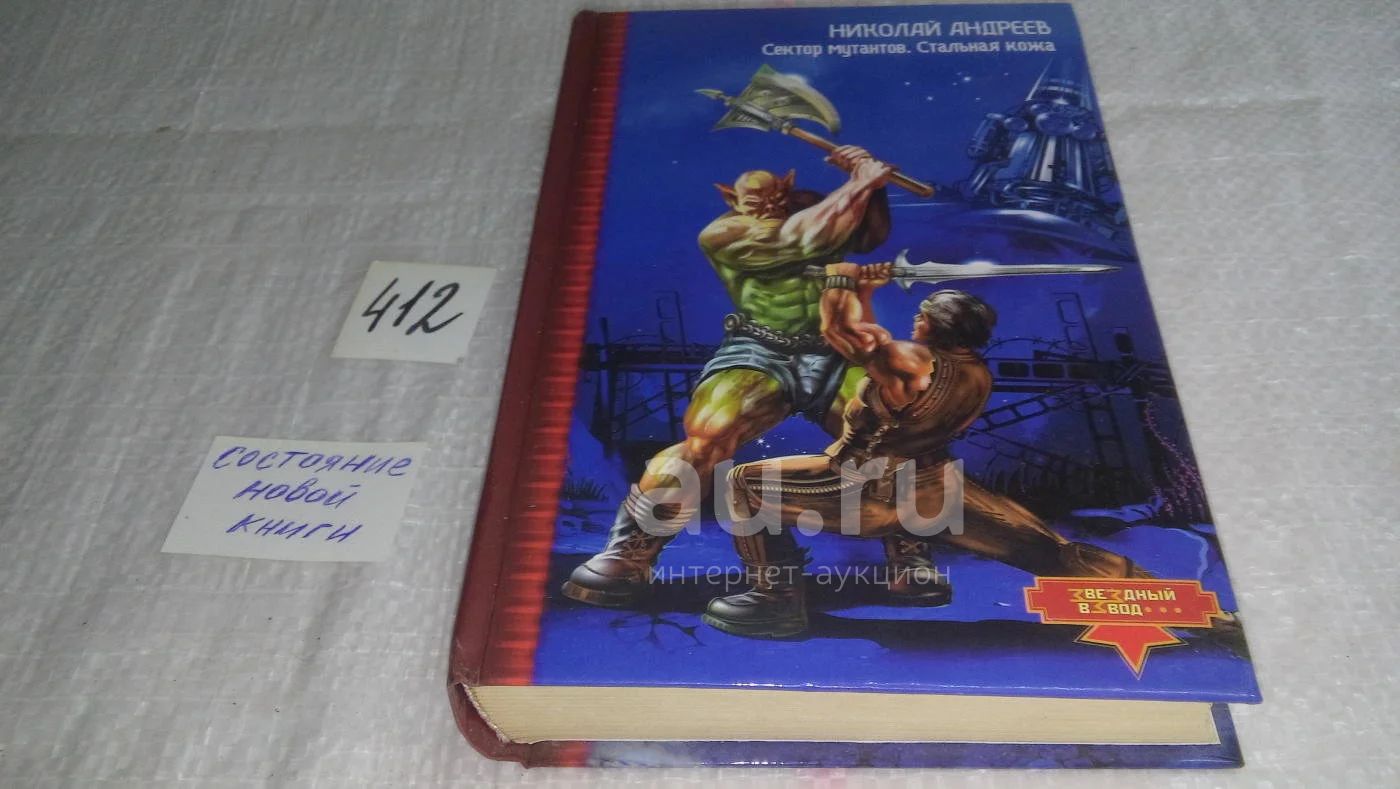 НИКОЛАЙ АНДРЕЕВ
Сектор мутантов. Стальная кожа
412
состояние
новой
книги
au.ru
интернет-аукцион
ЗВЕЗДНЫЙ
ВЗВОД...